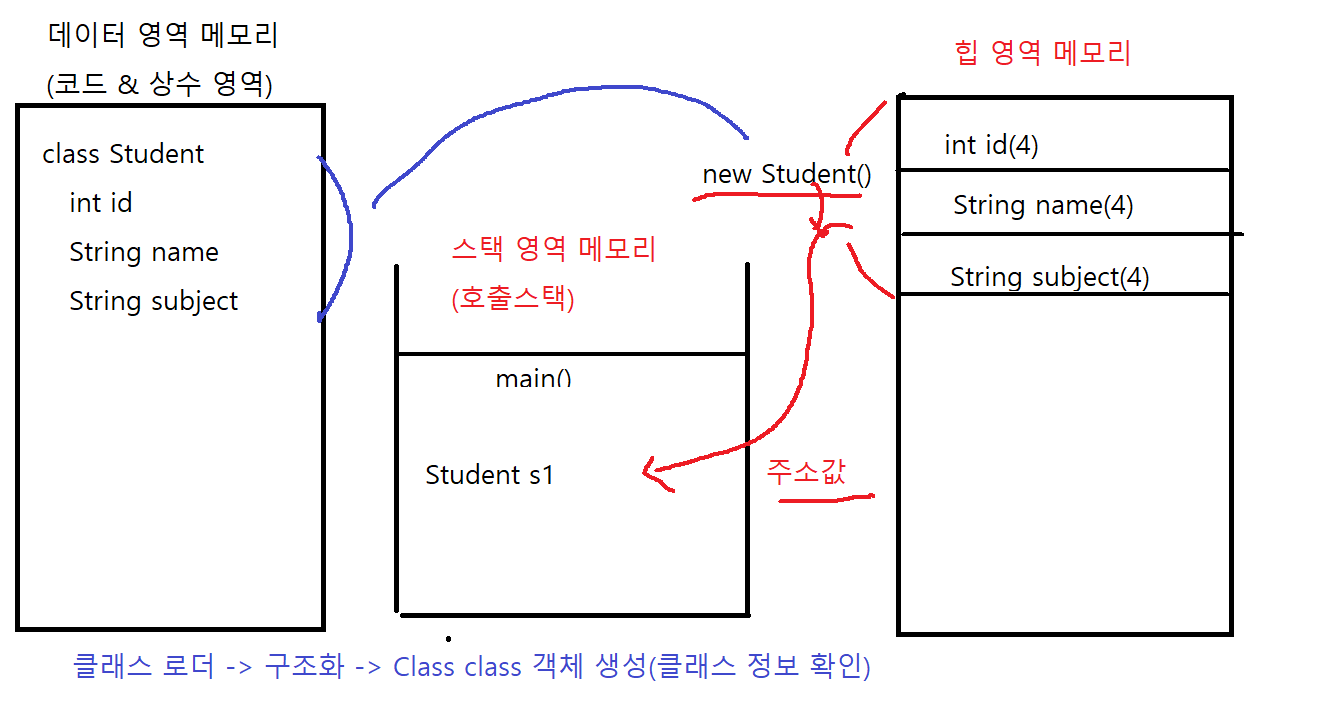 데이터 영역 메모리
(코드 & 상수 영역)
class Student
int id
String name
String subject
스택 영역 메모리
(호출스택)
main()
Student s1
new Student()
주소값
힙 영역 메모리
int id(4)
String name(4)
String subject(4)
클래스 로더 -> 구조화 -> Class class 객체 생성(클래스 정보 확인)